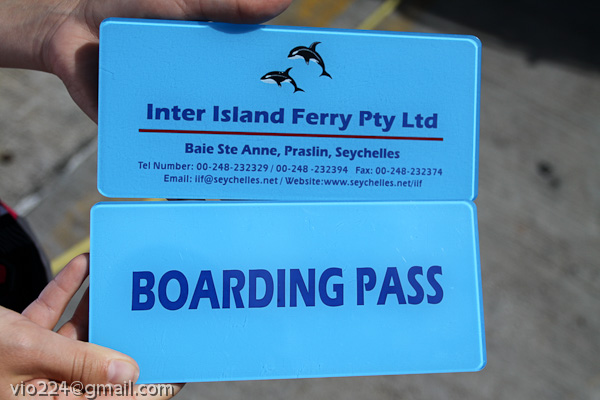 Inter Island Ferry Pty Ltd
Baie Ste Anne, Praslin, Seychelles
Tel Number: 00-248-232329 / 00-248 -232394 Fax: 00-248-232374
Email: iif@seychelles.net / Website:www.seychelles.net/iif
BOARDING PASS
vio224@gmail.com